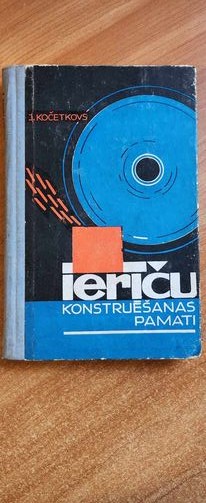 J. KOČETKOVS
ierīču
KONSTRUĒŠANAS
PAMATI